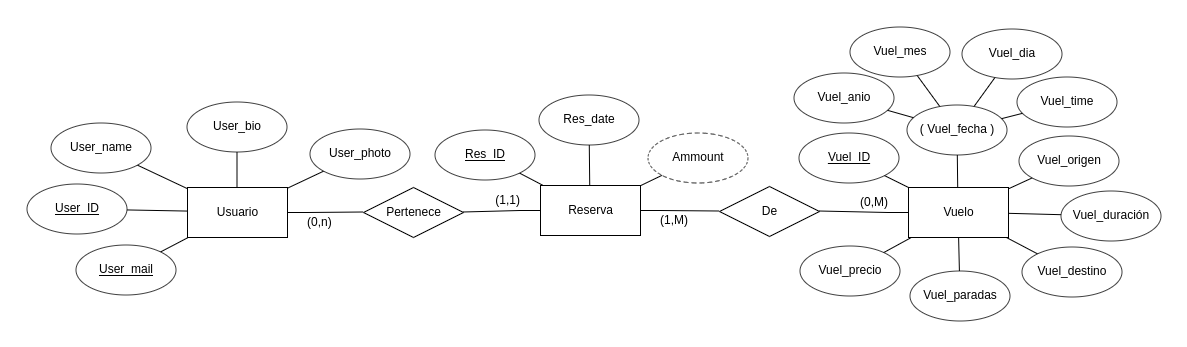 Vuel_mes
Vuel_dia
Vuel_anio
Vuel_time
( Vuel_fecha )
User_bio
Res_date
User_name
User_photo
Res_ID
Ammount
Vuel_ID
Vuel_origen
User_ID
Usuario
(0,n)
Pertenece
(1,1)
Reserva
(1,M)
De
(0,M)
Vuelo
Vuel_duración
User_mail
Vuel_precio
Vuel_paradas
Vuel_destino